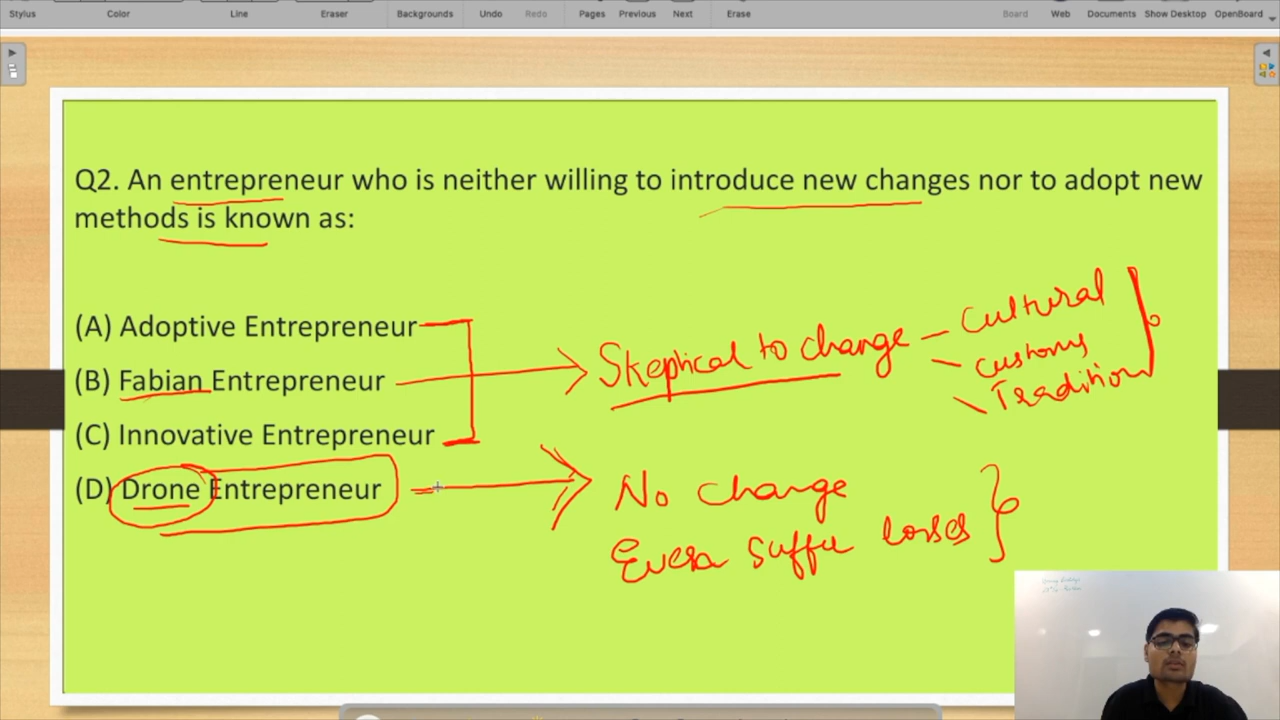 Stylus Color Line Eraser Backgrounds Undo Redo Pages Previous Next Erase Board Web Documents Show Desktop OpenBoard
Q2. An entrepreneur who is neither willing to introduce new changes nor to adopt new
methods is known as:
(A) Adoptive Entrepreneur
(B) Fabian Entrepreneur
(C) Innovative Entrepreneur
(D) Drone Entrepreneur
Skeptical to change
Cultural
Customs
Tradition
No change
Even suffer losses